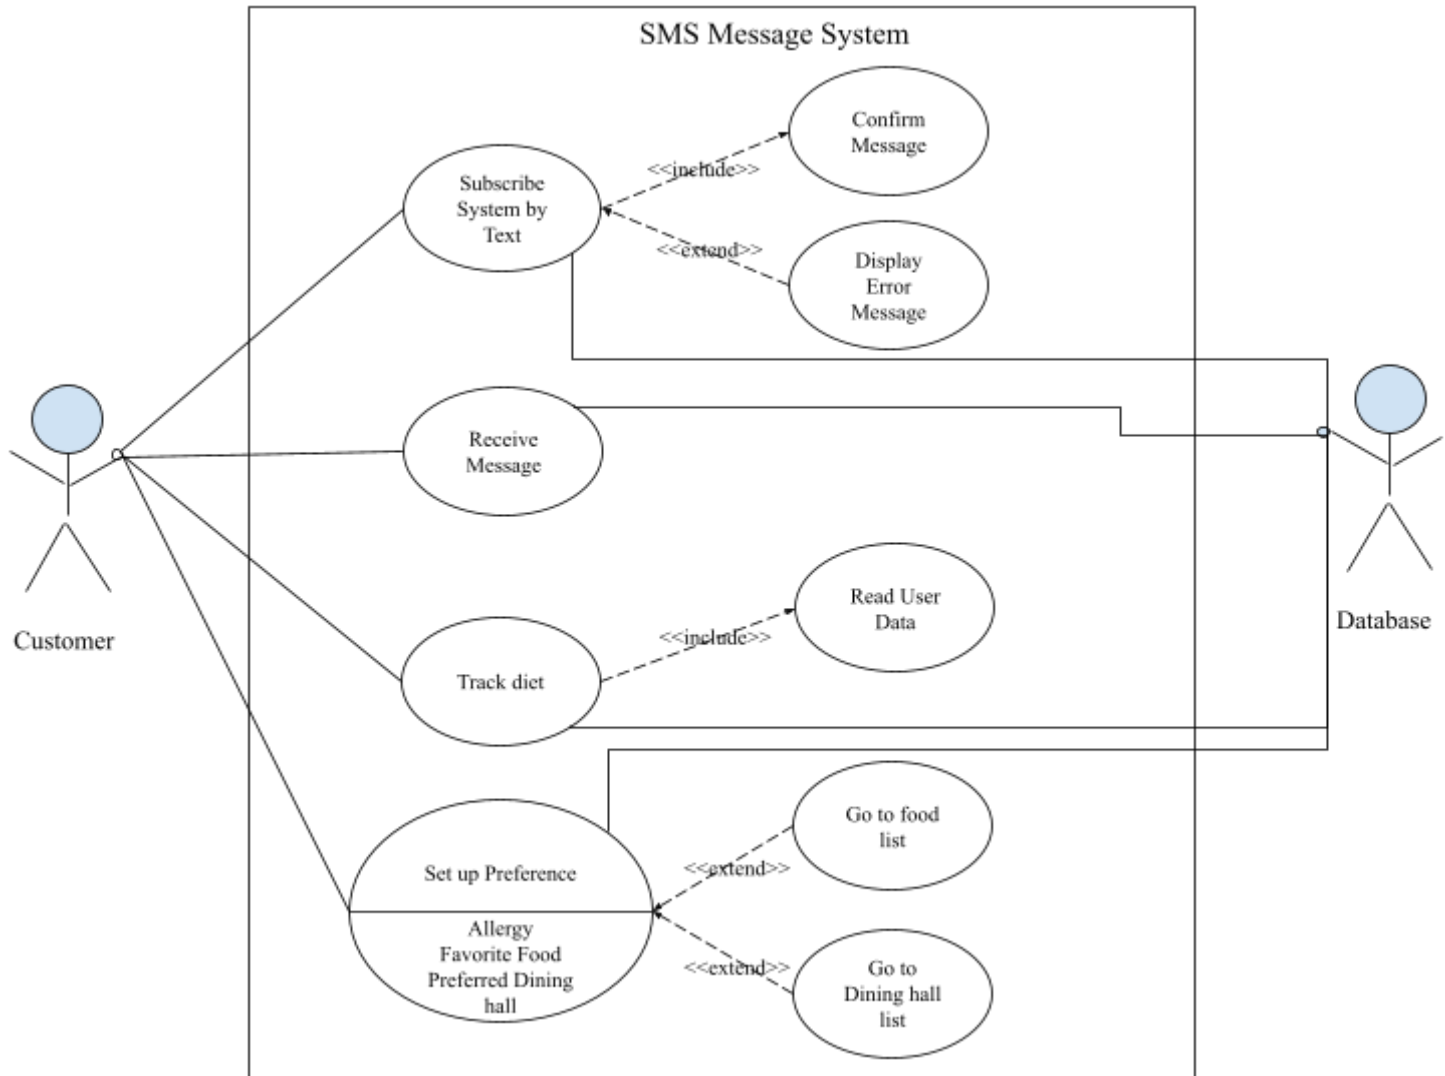 SMS Message System
Confirm
Message
<<include>>
Subscribe
System by
Text
<<extend>>
Display
Error
Message
Receive
Message
Customer
Database
Read User
Data
<<include>>
Track diet
Go to food
list
<<extend>>
Set up Preference
Allergy
Favorite Food
Preferred Dining
hall
<<extend>>
Go to
Dining hall
list